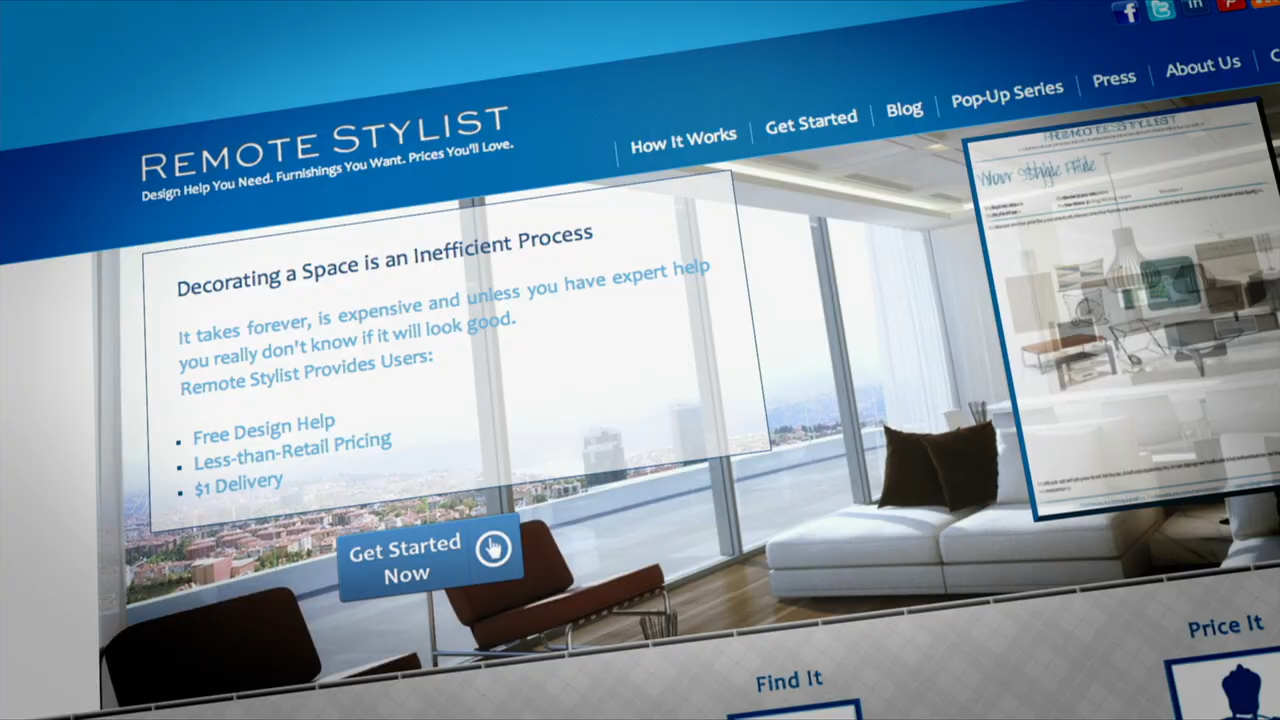 REMOTE STYLIST
Design Help You Need. Furnishings You Want. Prices You'll Love.
How It Works
Get Started
Blog
Pop-Up Series
Press
About Us
Decorating a Space is an Inefficient Process
It takes forever, is expensive and unless you have expert help
you really don't know if it will look good.
Remote Stylist Provides Users:
Free Design Help
Less-than-Retail Pricing
$1 Delivery
Get Started
Now
Find It
Price It